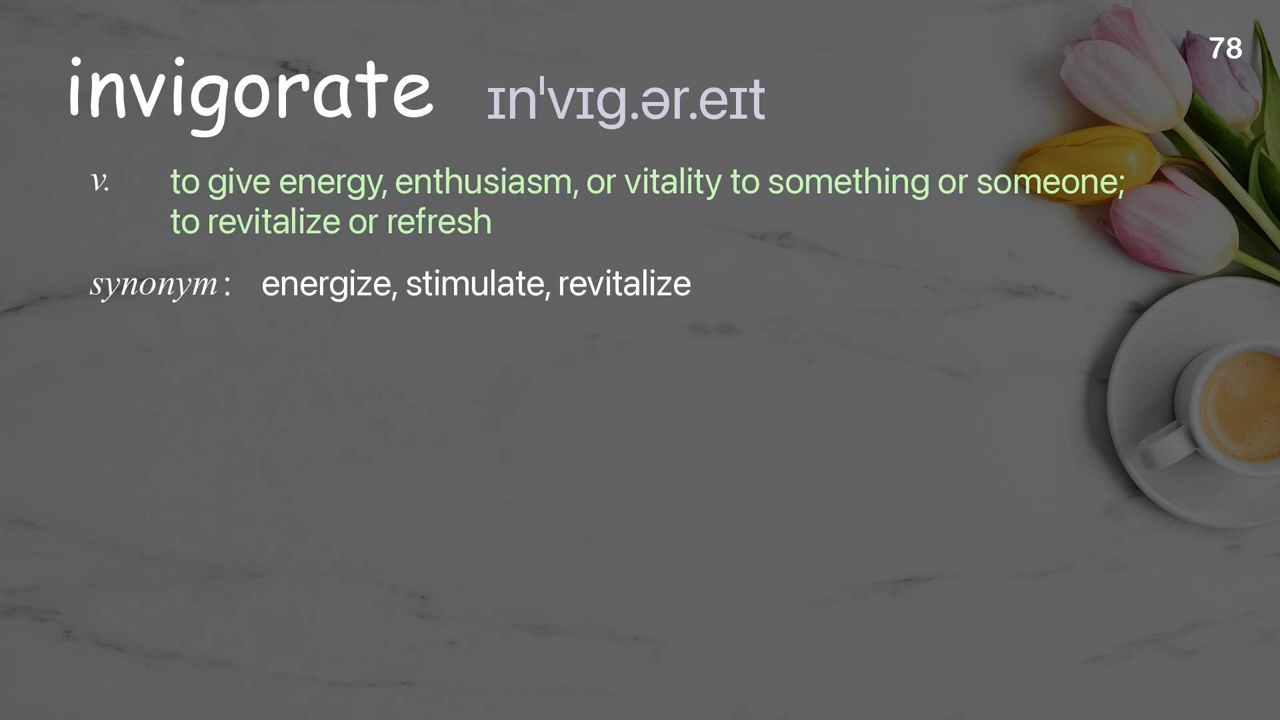 78
invigorate ɪnˈvɪg.ər.eɪt
v. to give energy, enthusiasm, or vitality to something or someone;
to revitalize or refresh
synonym : energize, stimulate, revitalize